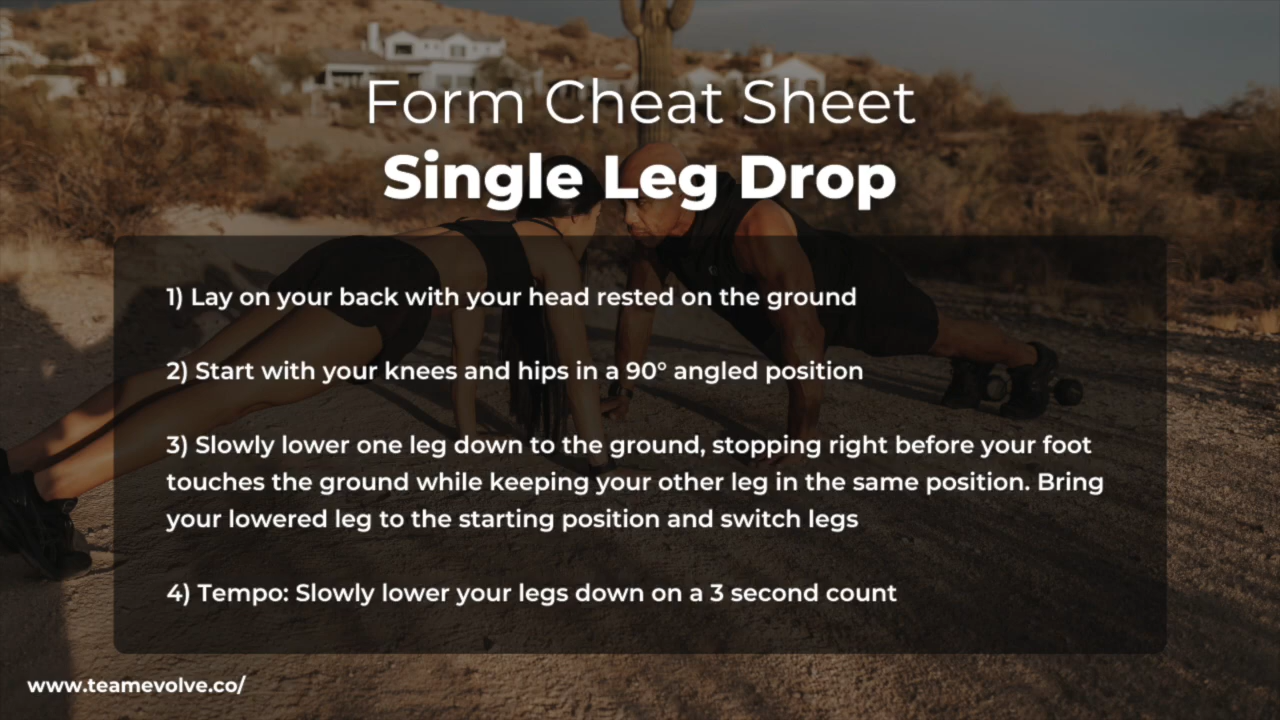 Form Cheat Sheet
Single Leg Drop
1) Lay on your back with your head rested on the ground
2) Start with your knees and hips in a 90° angled position
3) Slowly lower one leg down to the ground, stopping right before your foot
touches the ground while keeping your other leg in the same position. Bring
your lowered leg to the starting position and switch legs
4) Tempo: Slowly lower your legs down on a 3 second count
www.teamevolve.co/